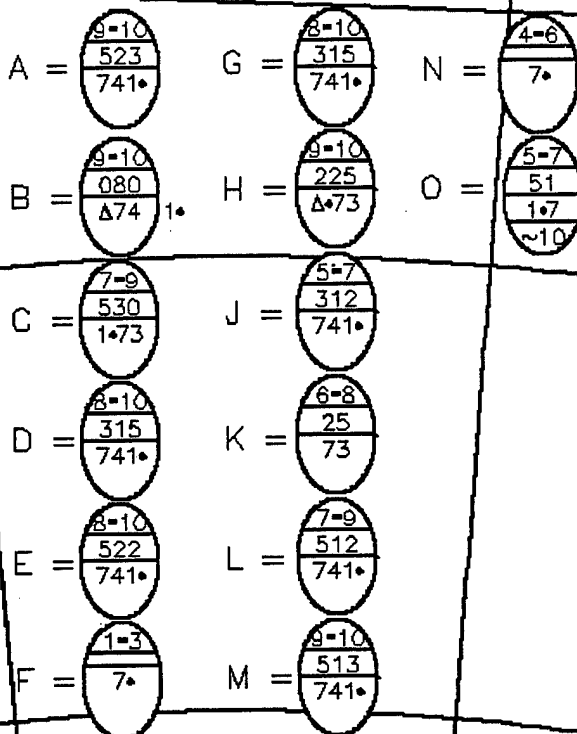 A =
9-10
523
741•
B =
9-10
080
Δ74 1•
C =
7-9
530
1•73
D =
8-10
315
741•
E =
8-10
522
741•
F =
1-3
7•
G =
8-10
315
741•
H =
9-10
225
Δ•73
J =
5-7
312
741•
K =
6-8
25
73
L =
7-9
512
741•
M =
9-10
513
741•
N =
4-6
7•
O =
5-7
51
1•7
~10